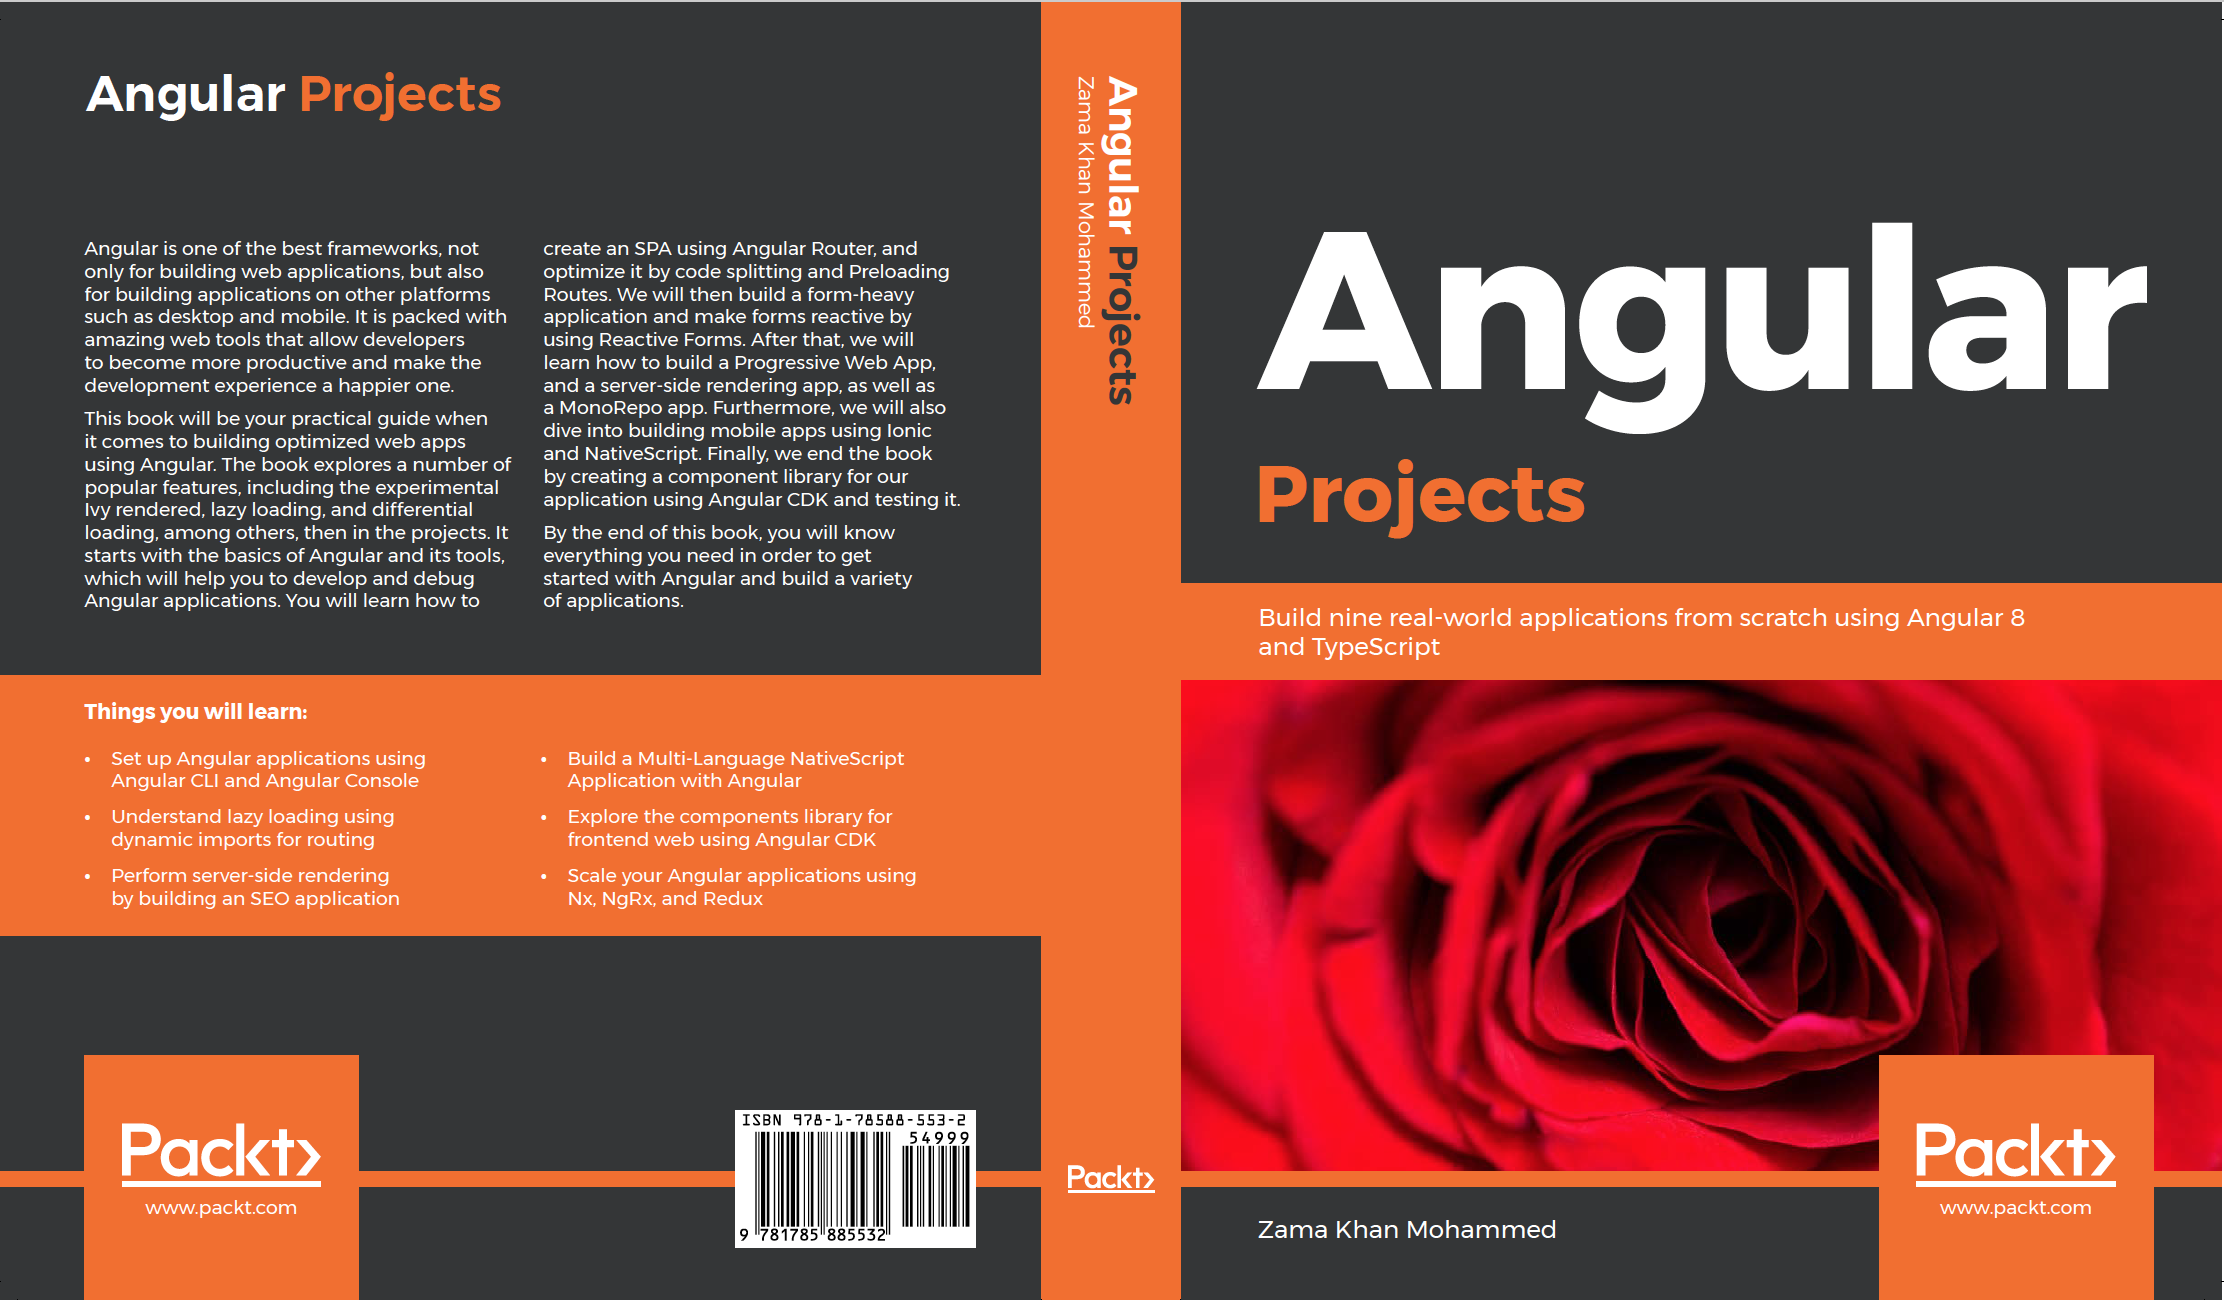 Angular Projects
Angular is one of the best frameworks, not
only for building web applications, but also
for building applications on other platforms
such as desktop and mobile. It is packed with
amazing web tools that allow developers
to become more productive and make the
development experience a happier one.
This book will be your practical guide when
it comes to building optimized web apps
using Angular. The book explores a number of
popular features, including the experimental
Ivy rendered, lazy loading, and differential
loading, among others, then in the projects. It
starts with the basics of Angular and its tools,
which will help you to develop and debug
Angular applications. You will learn how to
create an SPA using Angular Router, and
optimize it by code splitting and Preloading
Routes. We will then build a form-heavy
application and make forms reactive by
using Reactive Forms. After that, we will
learn how to build a Progressive Web App,
and a server-side rendering app, as well as
a MonoRepo app. Furthermore, we will also
dive into building mobile apps using Ionic
and NativeScript. Finally, we end the book
by creating a component library for our
application using Angular CDK and testing it.
By the end of this book, you will know
everything you need in order to get
started with Angular and build a variety
of applications.
Things you will learn:
• Set up Angular applications using
Angular CLI and Angular Console
• Understand lazy loading using
dynamic imports for routing
• Perform server-side rendering
by building an SEO application
• Build a Multi-Language NativeScript
Application with Angular
• Explore the components library for
frontend web using Angular CDK
• Scale your Angular applications using
Nx, NgRx, and Redux
Packt
www.packt.com
ISBN 978-1-78588-553-2
54999
9 781785 885532
Angular Projects
Zama Khan Mohammed
Packt
Angular
Projects
Build nine real-world applications from scratch using Angular 8
and TypeScript
Zama Khan Mohammed
Packt
www.packt.com